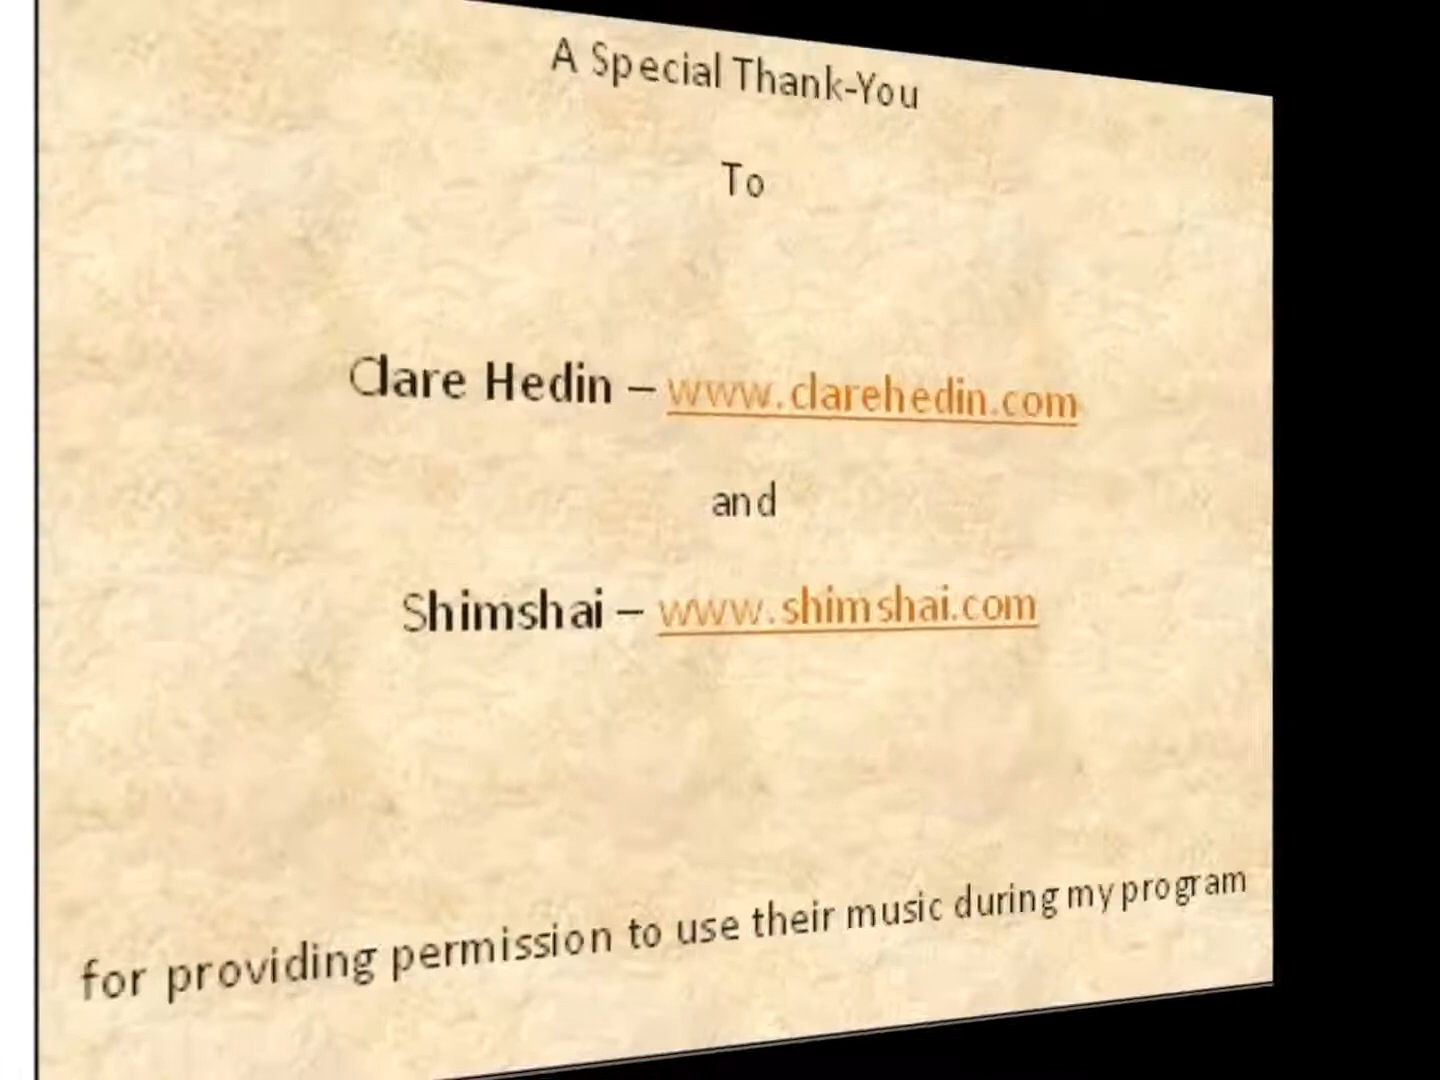 A Special Thank-You
To
Clare Hedin – www.clarehedin.com
and
Shimshai – www.shimshai.com
for providing permission to use their music during my program